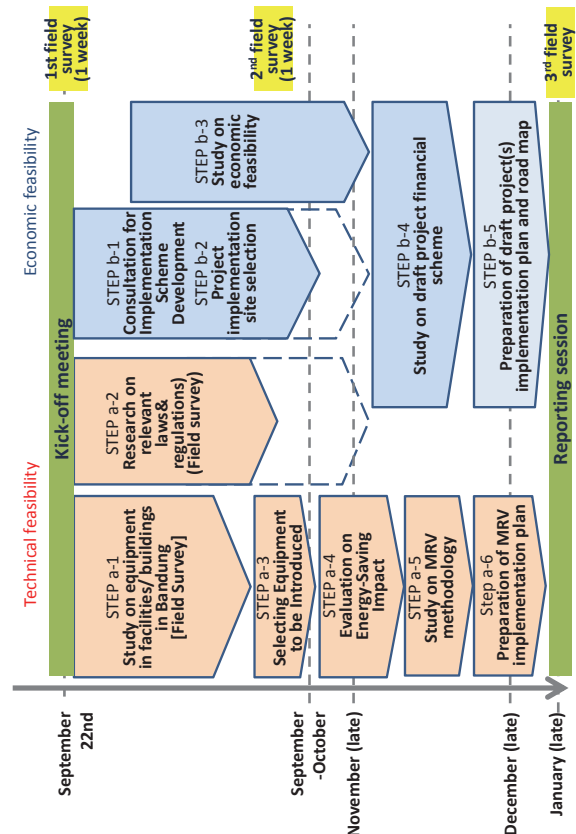 Technical feasibility
Economic feasibility
September
22nd
Kick-off meeting
1st field
survey
(1 week)
STEP a-1
Study on equipment
in facilities/ buildings
in Bandung
[Field Survey]
STEP a-2
Research on
relevant
laws&
regulations)
(Field survey)
STEP b-1
Consultation for
Implementation
Scheme
Development
STEP b-2
Project
implementation
site selection
STEP b-3
Study on
economic
feasibility
2nd field
survey
(1 week)
STEP a-3
Selecting Equipment
to be Introduced
September
-October
STEP a-4
Evaluation on
Energy-Saving
Impact
November (late)
STEP b-4
Study on draft project financial
scheme
STEP a-5
Study on MRV
methodology
Step a-6
Preparation of MRV
implementation plan
STEP b-5
Preparation of draft project(s)
implementation plan and road map
December (late)
January (late)
Reporting session
3rd field
survey